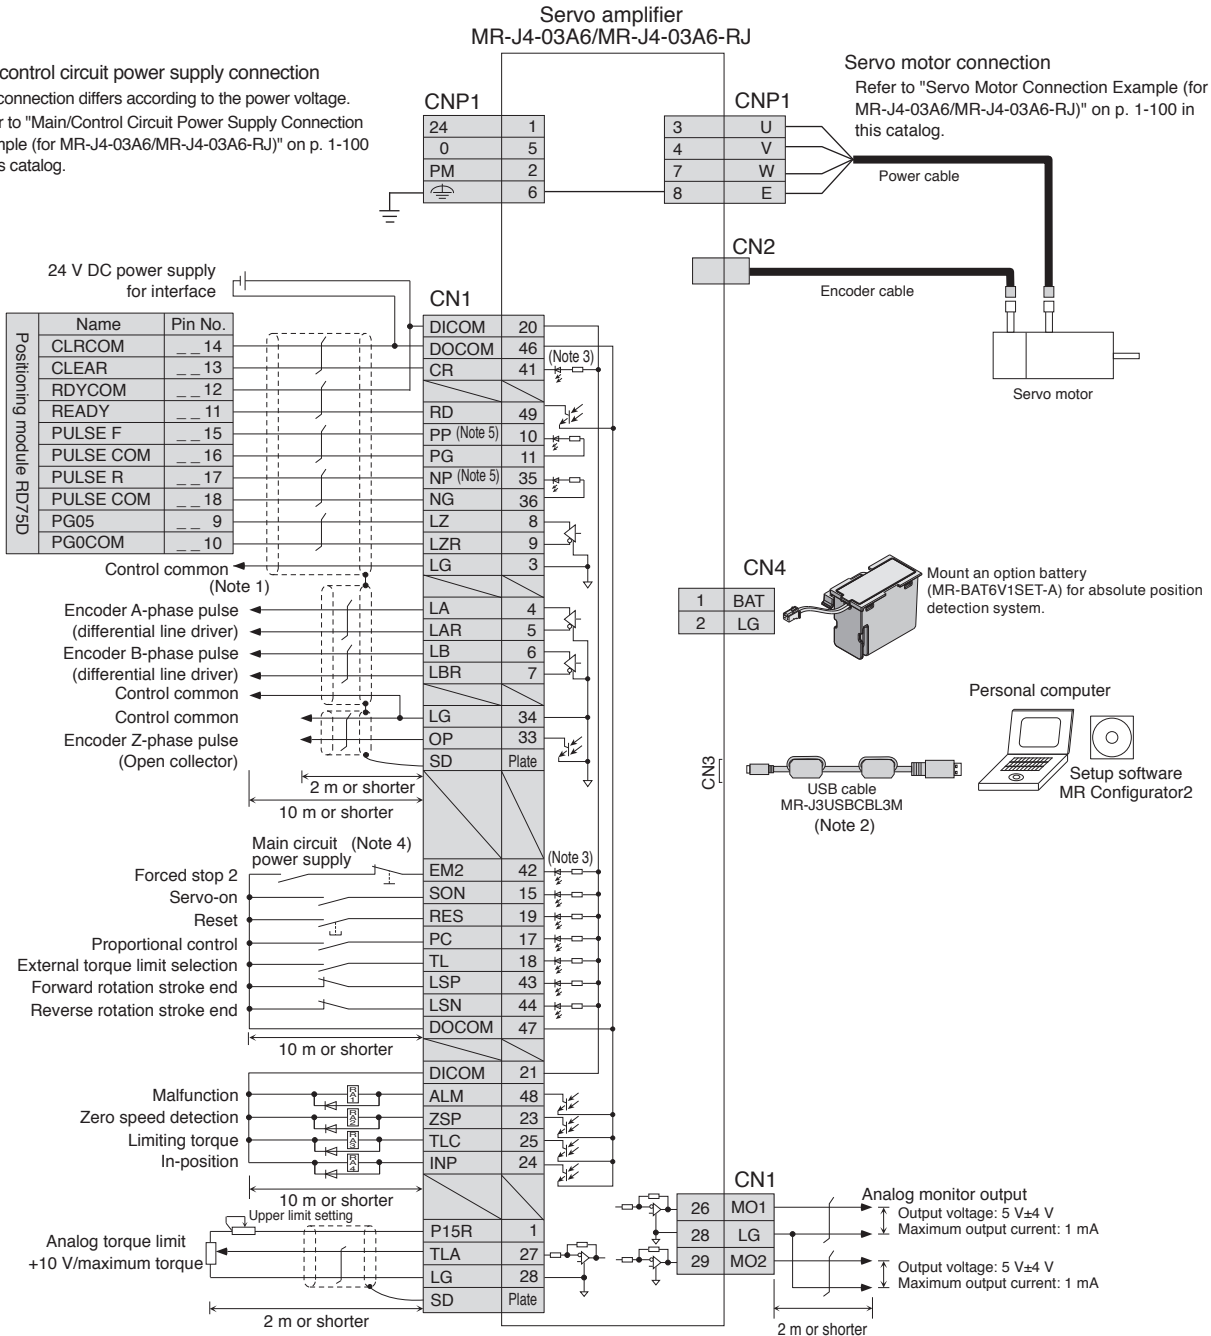 Servo amplifier
MR-J4-03A6/MR-J4-03A6-RJ
control circuit power supply connection
connection differs according to the power voltage.
to "Main/Control Circuit Power Supply Connection
(for MR-J4-03A6/MR-J4-03A6-RJ)" on p. 1-100
catalog.
Servo motor connection
Refer to "Servo Motor Connection Example (for
MR-J4-03A6/MR-J4-03A6-RJ)" on p. 1-100 in
this catalog.
CNP1
24 1
0 5
PM 2
6
CNP1
3 U
4 V
7 W
8 E
Power cable
CN2
Encoder cable
Servo motor
24 V DC power supply
for interface
Positioning module RD75D
Name Pin No.
CLRCOM _ _ 14
CLEAR _ _ 13
RDYCOM _ _ 12
READY _ _ 11
PULSE F _ _ 15
PULSE COM _ _ 16
PULSE R _ _ 17
PULSE COM _ _ 18
PG05 _ _ 9
PG0COM _ _ 10
CN1
DICOM 20
DOCOM 46
CR 41
(Note 3)
RD 49
PP (Note 5) 10
PG 11
NP (Note 5) 35
NG 36
LZ 8
LZR 9
Control common
LG 3
(Note 1)
Encoder A-phase pulse
(differential line driver)
LA 4
LAR 5
Encoder B-phase pulse
(differential line driver)
LB 6
LBR 7
Control common
Control common
LG 34
Encoder Z-phase pulse
(Open collector)
OP 33
SD Plate
2 m or shorter
10 m or shorter
CN4
1 BAT
2 LG
Mount an option battery
(MR-BAT6V1SET-A) for absolute position
detection system.
Personal computer
CN3
USB cable
MR-J3USBCBL3M
(Note 2)
Setup software
MR Configurator2
Main circuit
power supply
(Note 4)
(Note 3)
Forced stop 2 EM2 42
Servo-on SON 15
Reset RES 19
Proportional control PC 17
External torque limit selection TL 18
Forward rotation stroke end LSP 43
Reverse rotation stroke end LSN 44
DOCOM 47
10 m or shorter
DICOM 21
Malfunction RA1 ALM 48
Zero speed detection RA2 ZSP 23
Limiting torque RA3 TLC 25
In-position RA4 INP 24
10 m or shorter
Upper limit setting
Analog torque limit
+10 V/maximum torque
P15R 1
TLA 27
LG 28
SD Plate
2 m or shorter
CN1
26 MO1
28 LG
29 MO2
Analog monitor output
Output voltage: 5 V±4 V
Maximum output current: 1 mA
Output voltage: 5 V±4 V
Maximum output current: 1 mA
2 m or shorter